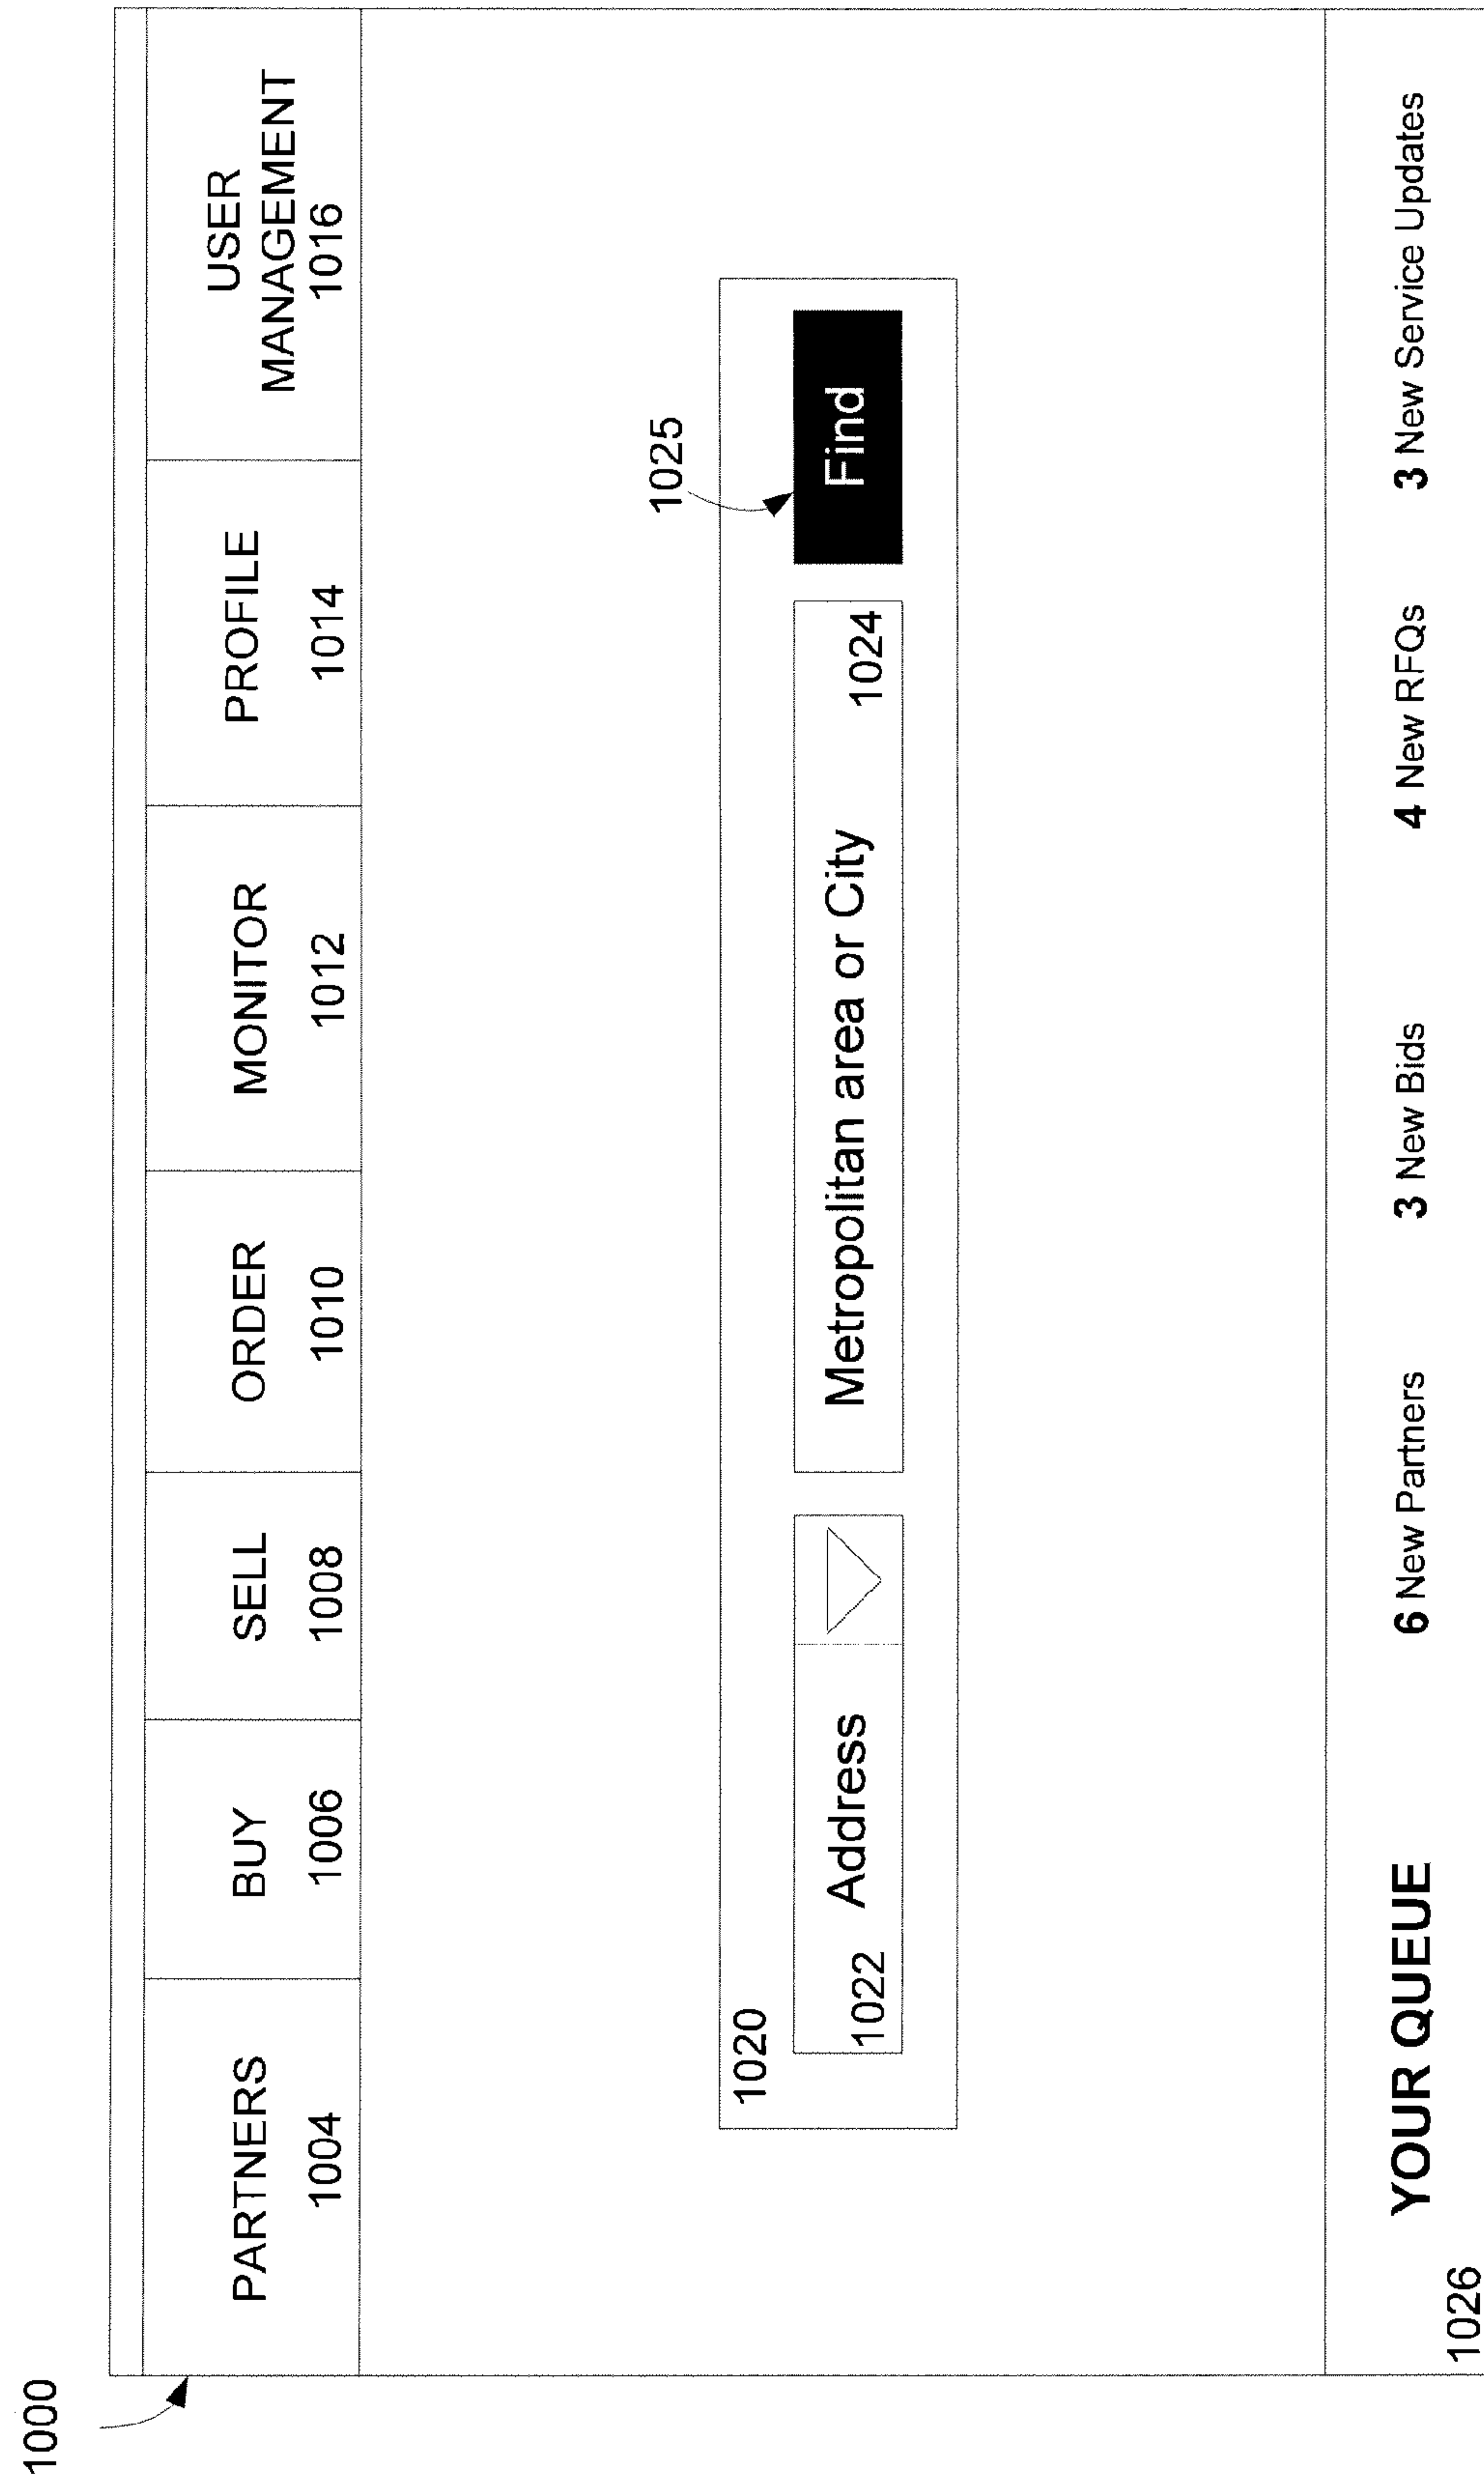 1000
PARTNERS
1004
BUY
1006
SELL
1008
ORDER
1010
MONITOR
1012
PROFILE
1014
USER
MANAGEMENT
1016
1025
1020
1022 Address
Metropolitan area or City 1024
Find
YOUR QUEUE
6 New Partners
3 New Bids
4 New RFQs
3 New Service Updates
1026